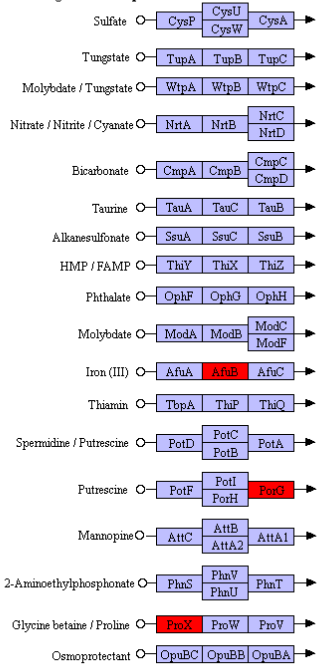 Sulfate CysP CysU CysW CysA
Tungstate TupA TupB TupC
Molybdate / Tungstate WtpA WtpB WtpC
Nitrate / Nitrite / Cyanate NrtA NrtB NrtC NrtD
Bicarbonate CmpA CmpB CmpC CmpD
Taurine TauA TauC TauB
Alkanesulfonate SsuA SsuC SsuB
HMP / FAMP ThiY ThiX ThiZ
Phthalate OphF OphG OphH
Molybdate ModA ModB ModC ModF
Iron (III) AfuA AfuB AfuC
Thiamin TbpA ThiP ThiQ
Spermidine / Putrescine PotD PotC PotB PotA
Putrescine PotF PotI PorH PorG
Mannopine AttC AttB AttA2 AttA1
2-Aminoethylphosphonate PhnS PhnV PhnU PhnT
Glycine betaine / Proline ProX ProW ProV
Osmoprotectant OpuBC OpuBB OpuBA